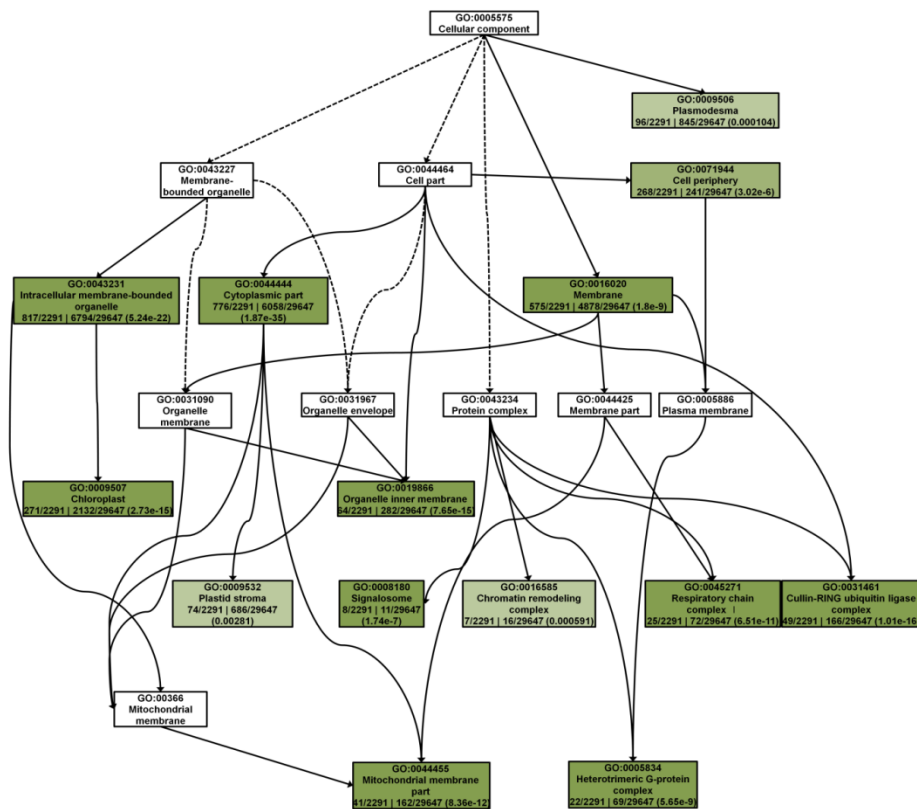 GO:0005575
Cellular component
GO:0009506
Plasmodesma
96/2291 | 845/29647 (0.000104)
GO:0043227
Membrane-
bounded organelle
GO:0044464
Cell part
GO:0071944
Cell periphery
268/2291 | 241/29647 (3.02e-6)
GO:0043231
Intracellular membrane-bounded
organelle
817/2291 | 6794/29647 (5.24e-22)
GO:0044444
Cytoplasmic part
776/2291 | 6058/29647
(1.87e-35)
GO:0016020
Membrane
575/2291 | 4878/29647 (1.8e-9)
GO:0031090
Organelle
membrane
GO:0031967
Organelle envelope
GO:0043234
Protein complex
GO:0044425
Membrane part
GO:0005886
Plasma membrane
GO:0009507
Chloroplast
271/2291 | 2132/29647 (2.73e-15)
GO:0019866
Organelle inner membrane
64/2291 | 282/29647 (7.65e-15)
GO:0009532
Plastid stroma
74/2291 | 686/29647
(0.00281)
GO:0008180
Signalosome
8/2291 | 11/29647
(1.74e-7)
GO:0016585
Chromatin remodeling
complex
7/2291 | 16/29647 (0.000591)
GO:0045271
Respiratory chain
complex I
25/2291 | 72/29647 (6.51e-11)
GO:0031461
Cullin-RING ubiquitin ligase
complex
49/2291 | 166/29647 (1.01e-16)
GO:00366
Mitochondrial
membrane
GO:0044455
Mitochondrial membrane
part
41/2291 | 162/29647 (8.36e-12)
GO:0005834
Heterotrimeric G-protein
complex
22/2291 | 69/29647 (5.65e-9)